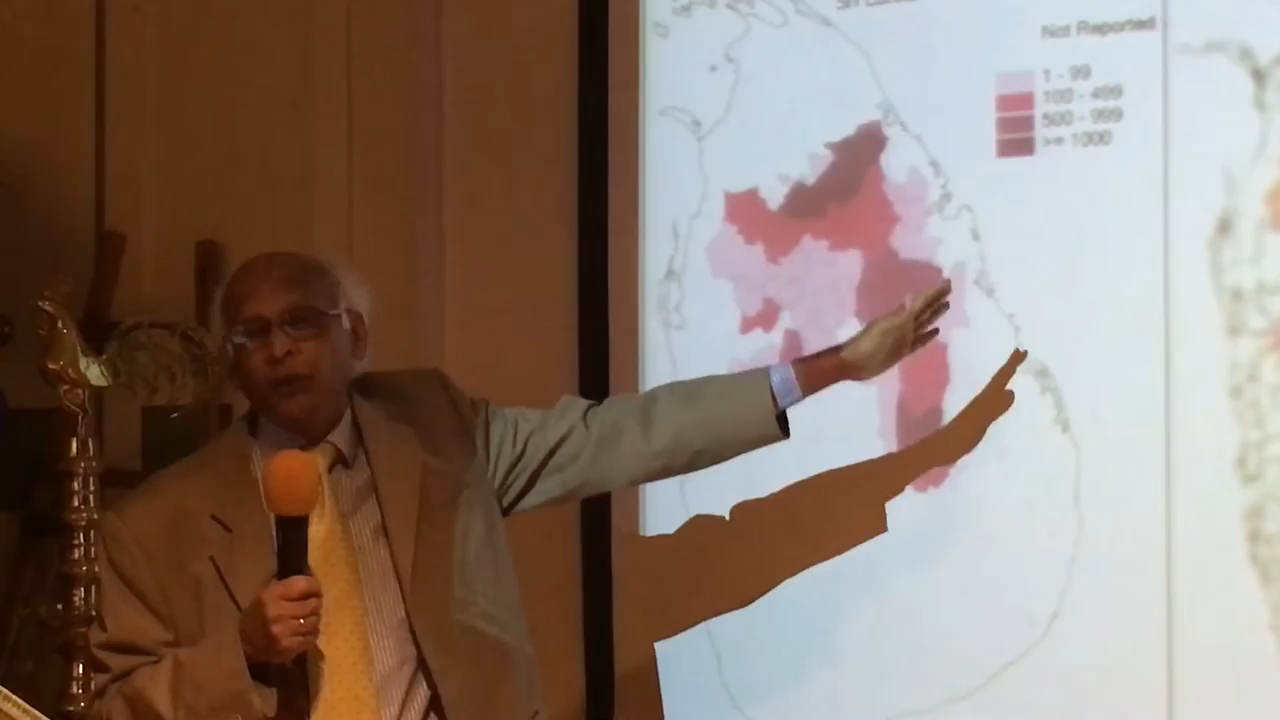 Not Reported
1 - 99
100 - 499
500 - 999
>= 1000